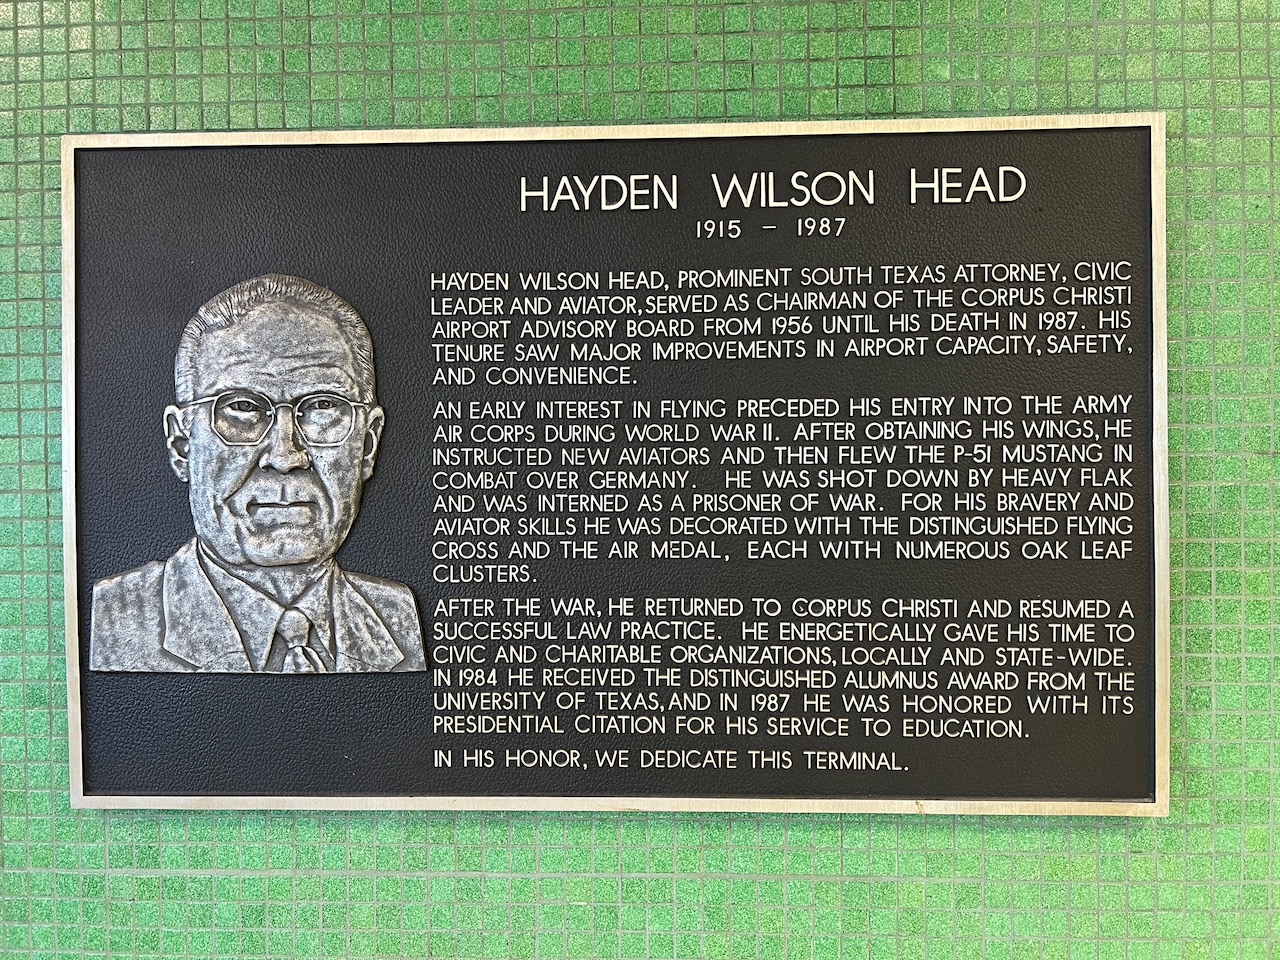 HAYDEN WILSON HEAD
1915 - 1987
HAYDEN WILSON HEAD, PROMINENT SOUTH TEXAS ATTORNEY, CIVIC
LEADER AND AVIATOR, SERVED AS CHAIRMAN OF THE CORPUS CHRISTI
AIRPORT ADVISORY BOARD FROM 1956 UNTIL HIS DEATH IN 1987. HIS
TENURE SAW MAJOR IMPROVEMENTS IN AIRPORT CAPACITY, SAFETY,
AND CONVENIENCE.
AN EARLY INTEREST IN FLYING PRECEDED HIS ENTRY INTO THE ARMY
AIR CORPS DURING WORLD WAR II. AFTER OBTAINING HIS WINGS, HE
INSTRUCTED NEW AVIATORS AND THEN FLEW THE P-51 MUSTANG IN
COMBAT OVER GERMANY. HE WAS SHOT DOWN BY HEAVY FLAK
AND WAS INTERNED AS A PRISONER OF WAR. FOR HIS BRAVERY AND
AVIATOR SKILLS HE WAS DECORATED WITH THE DISTINGUISHED FLYING
CROSS AND THE AIR MEDAL, EACH WITH NUMEROUS OAK LEAF
CLUSTERS.
AFTER THE WAR, HE RETURNED TO CORPUS CHRISTI AND RESUMED A
SUCCESSFUL LAW PRACTICE. HE ENERGETICALLY GAVE HIS TIME TO
CIVIC AND CHARITABLE ORGANIZATIONS, LOCALLY AND STATE-WIDE.
IN 1984 HE RECEIVED THE DISTINGUISHED ALUMNUS AWARD FROM THE
UNIVERSITY OF TEXAS, AND IN 1987 HE WAS HONORED WITH ITS
PRESIDENTIAL CITATION FOR HIS SERVICE TO EDUCATION.
IN HIS HONOR, WE DEDICATE THIS TERMINAL.